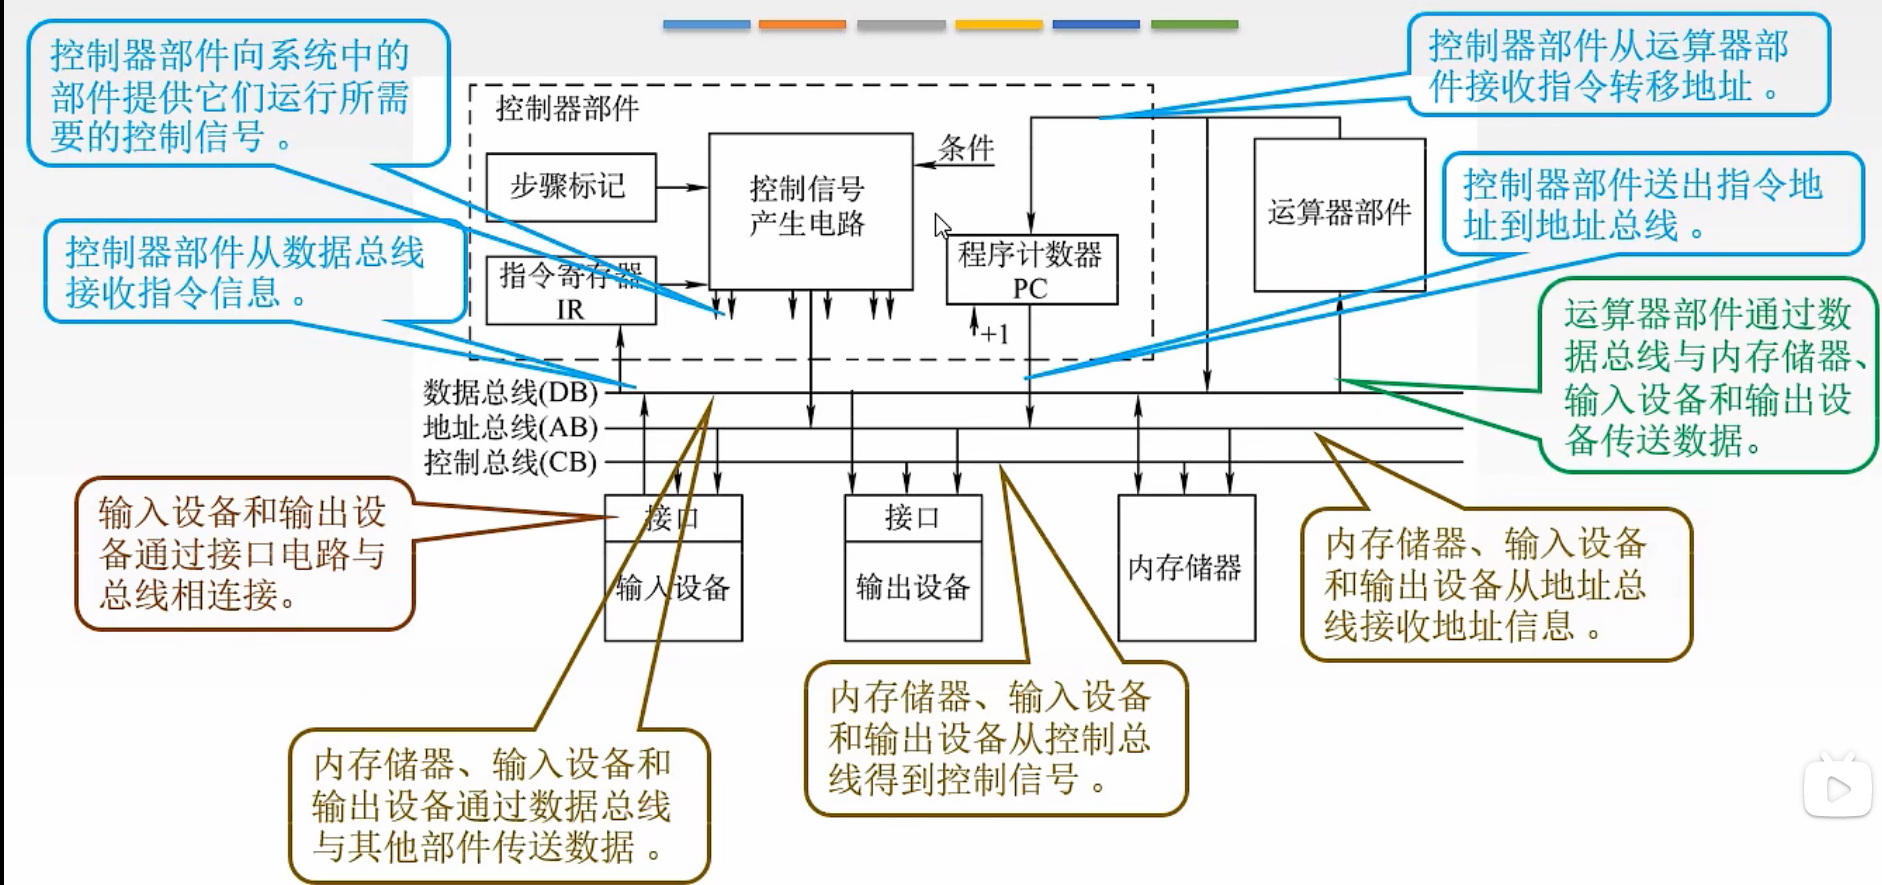 控制器部件向系统中的
部件提供它们运行所需
要的控制信号。
控制器部件从运算器部
件接收指令转移地址。
控制器部件
条件
步骤标记
控制信号
产生电路
运算器部件
控制器部件送出指令地
址到地址总线。
控制器部件从数据总线
接收指令信息。
指令寄存器
IR
程序计数器
PC
+1
运算器部件通过数
据总线与内存储器、
输入设备和输出设
备传送数据。
数据总线(DB)
地址总线(AB)
控制总线(CB)
输入设备和输出设
备通过接口电路与
总线相连接。
接口
输入设备
接口
输出设备
内存储器
内存储器、输入设备
和输出设备从地址总
线接收地址信息。
内存储器、输入设备
和输出设备从控制总
线得到控制信号。
内存储器、输入设备和
输出设备通过数据总线
与其他部件传送数据。